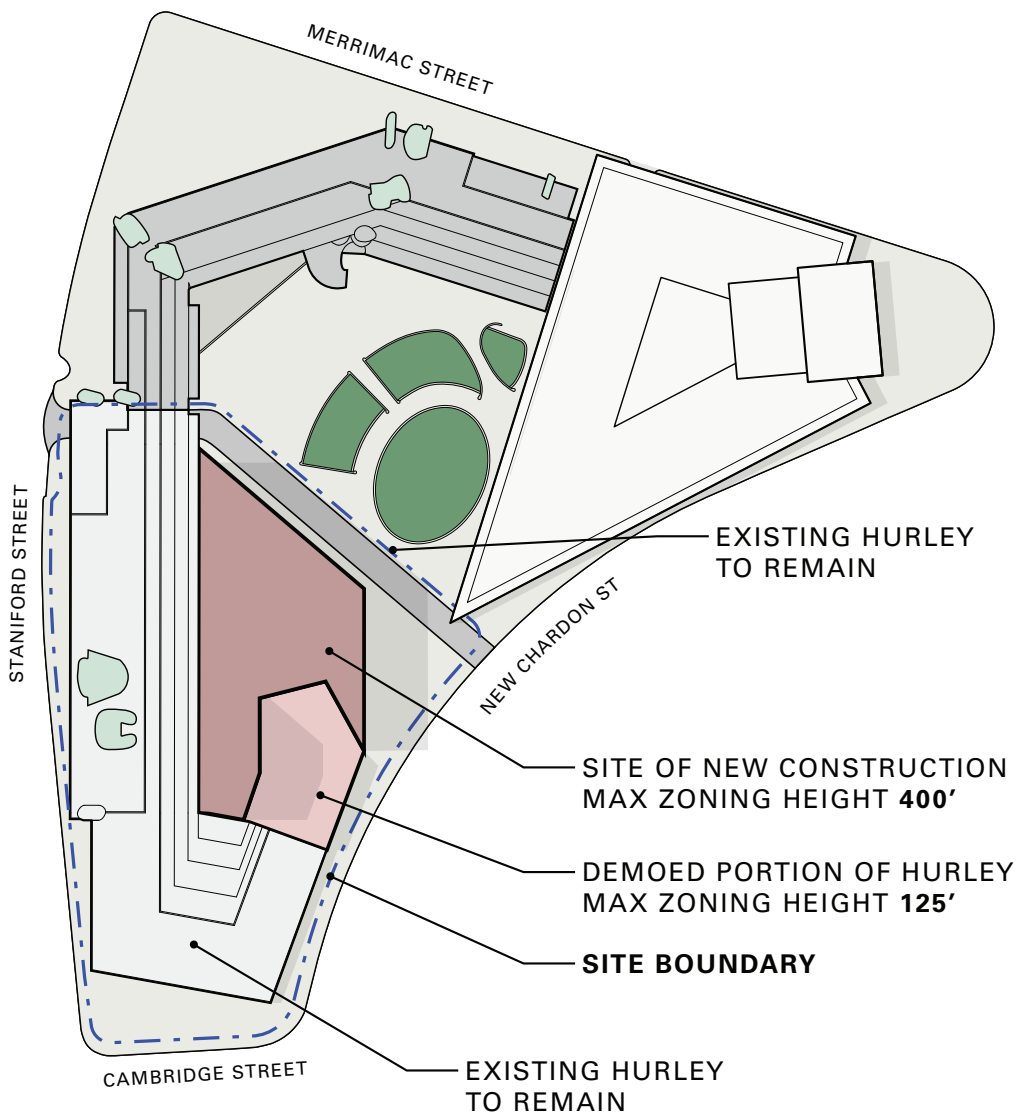 MERRIMAC STREET
STANIFORD STREET
EXISTING HURLEY
TO REMAIN
NEW CHARDON ST
SITE OF NEW CONSTRUCTION
MAX ZONING HEIGHT 400’
DEMOED PORTION OF HURLEY
MAX ZONING HEIGHT 125’
SITE BOUNDARY
EXISTING HURLEY
TO REMAIN
CAMBRIDGE STREET